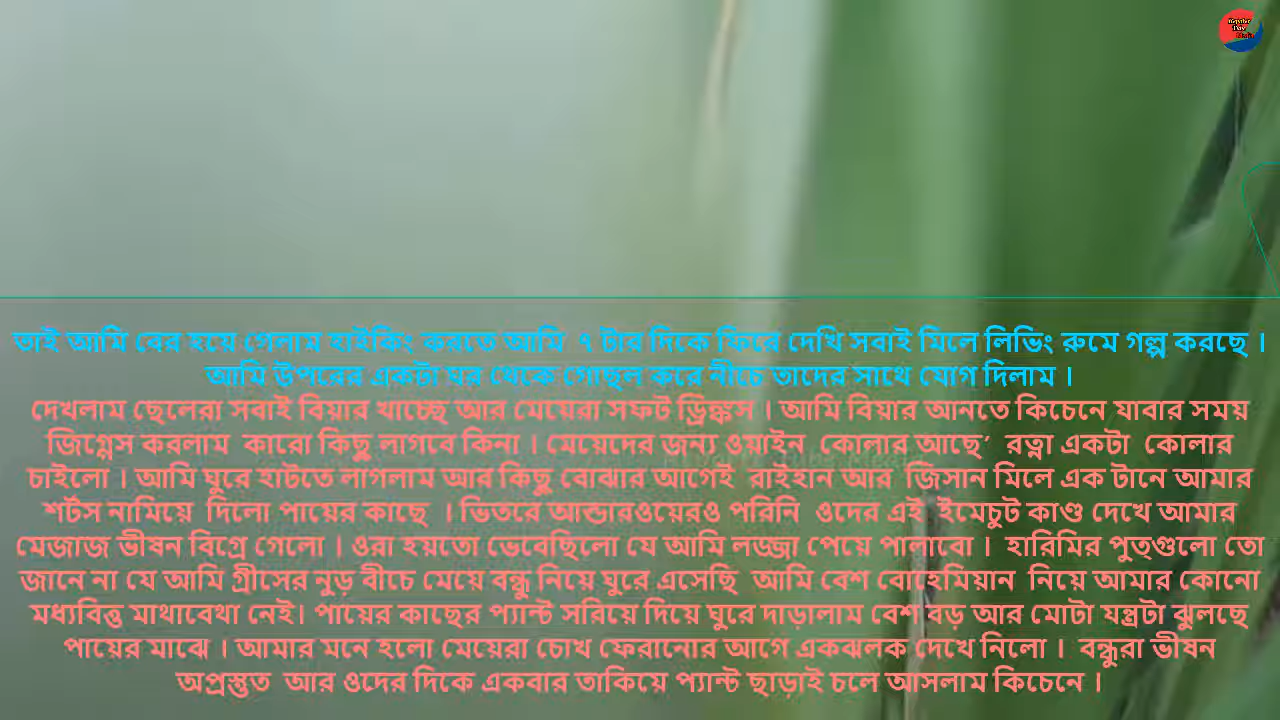 তাই আমি বের হয়ে গেলাম হাইকিং করতে আমি ৭ টার দিকে ফিরে দেখি সবাই মিলে লিভিং রুমে গল্প করছে ।
আমি উপরের একটা ঘর থেকে গোছল করে নীচে তাদের সাথে যোগ দিলাম ।
দেখলাম ছেলেরা সবাই বিয়ার খাচ্ছে আর মেয়েরা সফট ড্রিঙ্কস । আমি বিয়ার আনতে কিচেনে যাবার সময়
জিগ্গেস করলাম কারো কিছু লাগবে কিনা । মেয়েদের জন্য ওয়াইন কোলার আছে’ রত্না একটা কোলার
চাইলো । আমি ঘুরে হাটতে লাগলাম আর কিছু বোঝার আগেই রাইহান আর জিসান মিলে এক টানে আমার
শর্টস নামিয়ে দিলো পায়ের কাছে । ভিতরে আন্ডারওয়েরও পরিনি ওদের এই ইমেচুট কাণ্ড দেখে আমার
মেজাজ ভীষন বিগ্রে গেলো । ওরা হয়তো ভেবেছিলো যে আমি লজ্জা পেয়ে পালাবো । হারিমির পুত্গুলো তো
জানে না যে আমি গ্রীসের নুড় বীচে মেয়ে বন্ধু নিয়ে ঘুরে এসেছি আমি বেশ বোহেমিয়ান নিয়ে আমার কোনো
মধ্যবিত্ত মাথাবেথা নেই। পায়ের কাছের প্যান্ট সরিয়ে দিয়ে ঘুরে দাড়ালাম বেশ বড় আর মোটা যন্ত্রটা ঝুলছে
পায়ের মাঝে । আমার মনে হলো মেয়েরা চোখ ফেরানোর আগে একঝলক দেখে নিলো । বন্ধুরা ভীষন
অপ্রস্তুত আর ওদের দিকে একবার তাকিয়ে প্যান্ট ছাড়াই চলে আসলাম কিচেনে ।